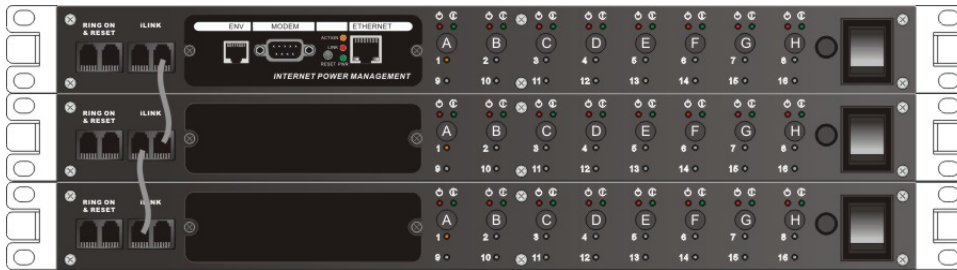 ENV MODEM ETHERNET
RING ON & RESET iLINK
ACTION
LINK
RESET PWR
INTERNET POWER MANAGEMENT
A B C D E F G H
1 2 3 4 5 6 7 8
9 10 11 12 13 14 15 16
RING ON & RESET iLINK
A B C D E F G H
1 2 3 4 5 6 7 8
9 10 11 12 13 14 15 16
RING ON & RESET iLINK
A B C D E F G H
1 2 3 4 5 6 7 8
9 10 11 12 13 14 15 16